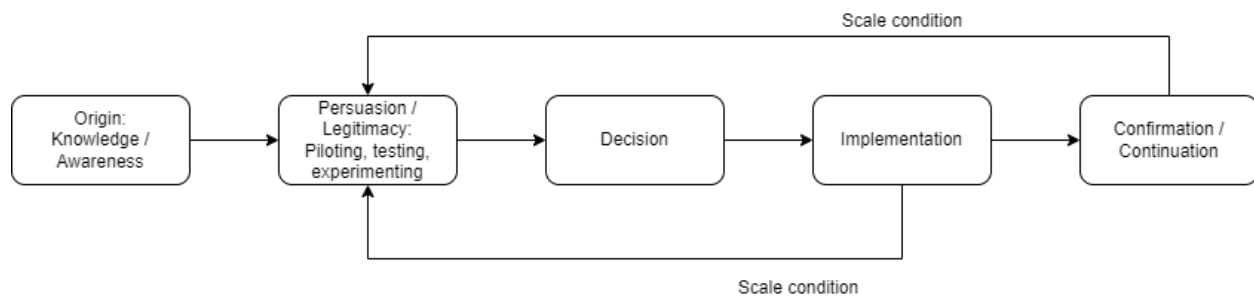 Scale condition
Origin:
Knowledge /
Awareness
Persuasion /
Legitimacy:
Piloting, testing,
experimenting
Decision
Implementation
Confirmation /
Continuation
Scale condition